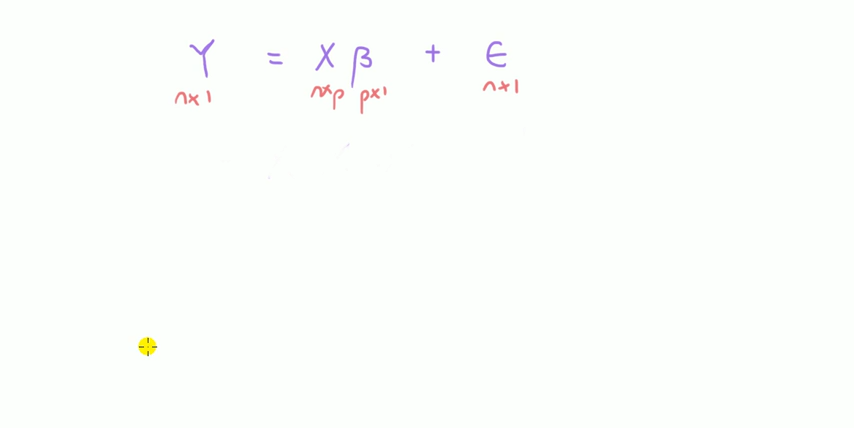 Y = Xβ + ϵ
n×1 n×p p×1 n×1